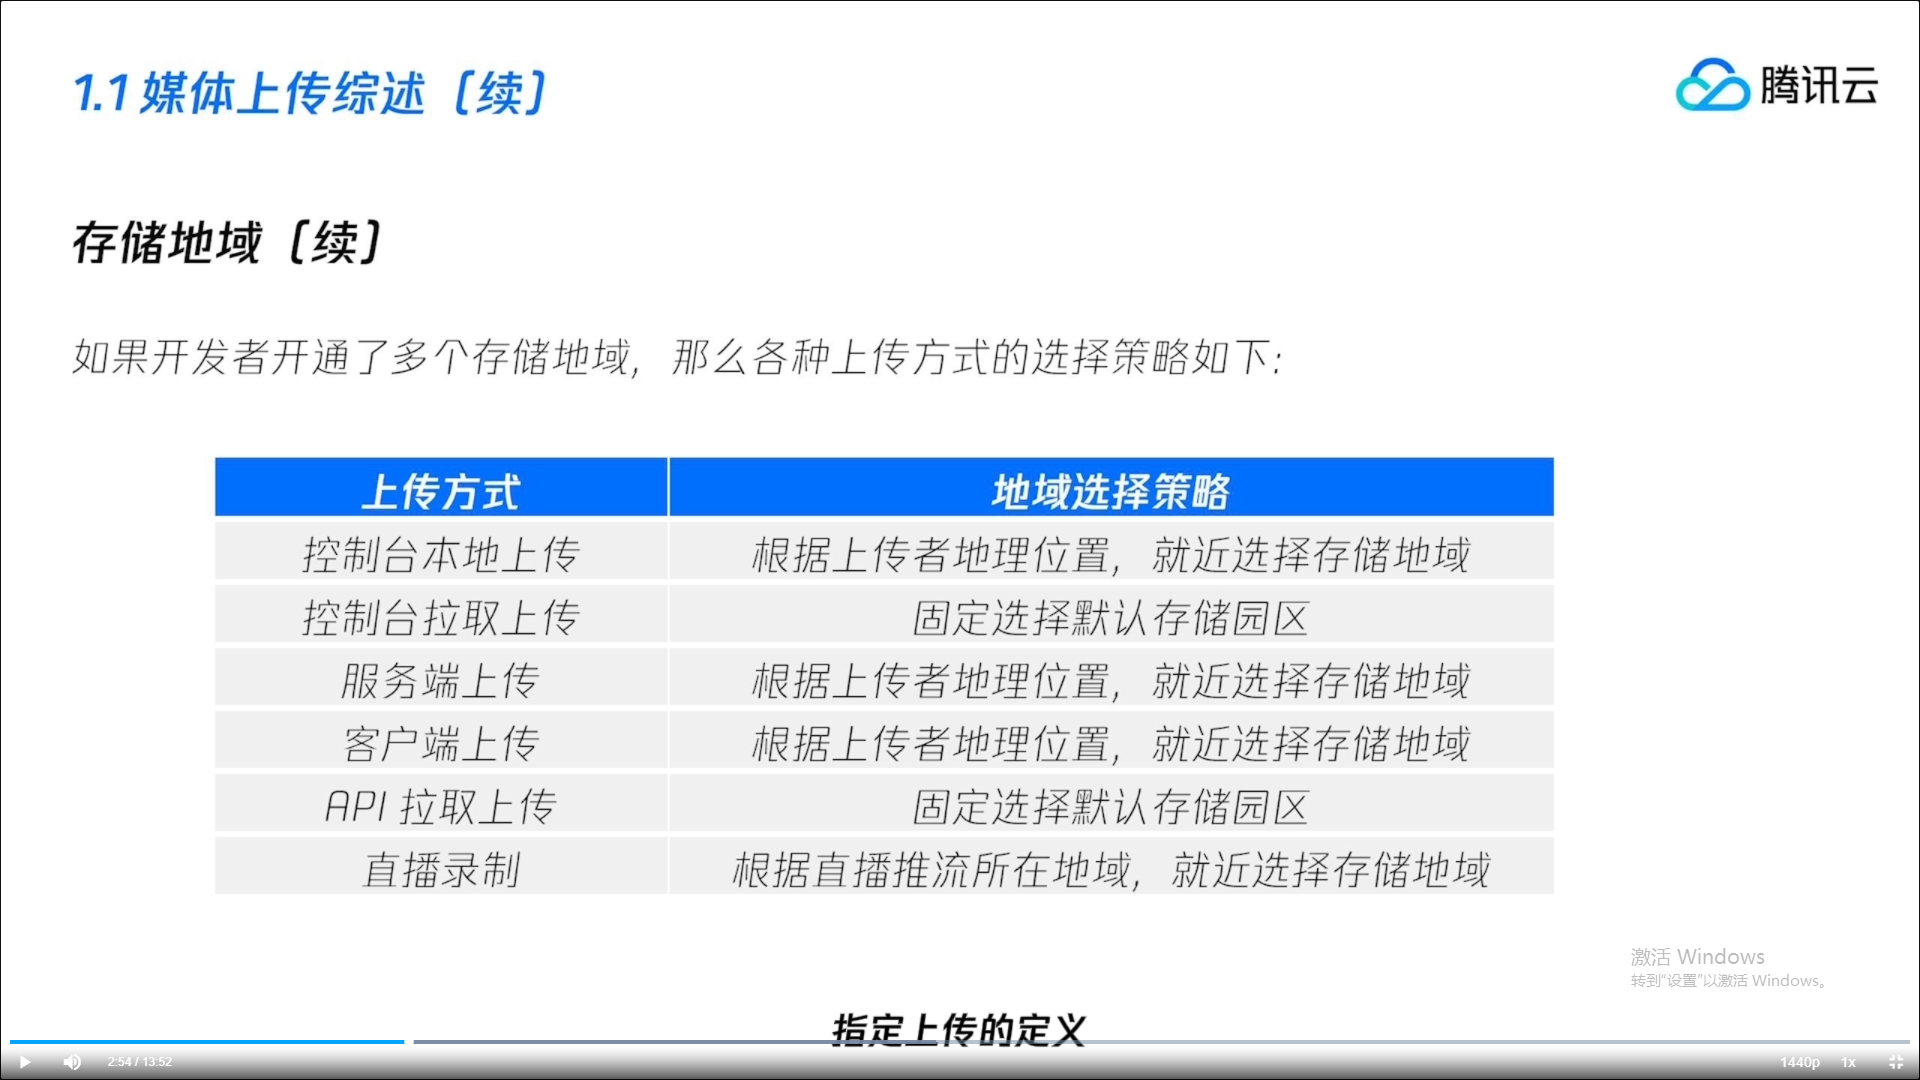 1.1 媒体上传综述（续）
腾讯云
存储地域（续）
如果开发者开通了多个存储地域，那么各种上传方式的选择策略如下:
上传方式 地域选择策略
控制台本地上传 根据上传者地理位置，就近选择存储地域
控制台拉取上传 固定选择默认存储园区
服务端上传 根据上传者地理位置，就近选择存储地域
客户端上传 根据上传者地理位置，就近选择存储地域
API 拉取上传 固定选择默认存储园区
直播录制 根据直播推流所在地域，就近选择存储地域
激活 Windows
转到“设置”以激活 Windows。
指定上传的定义
2:54 / 13:52 1440p 1x